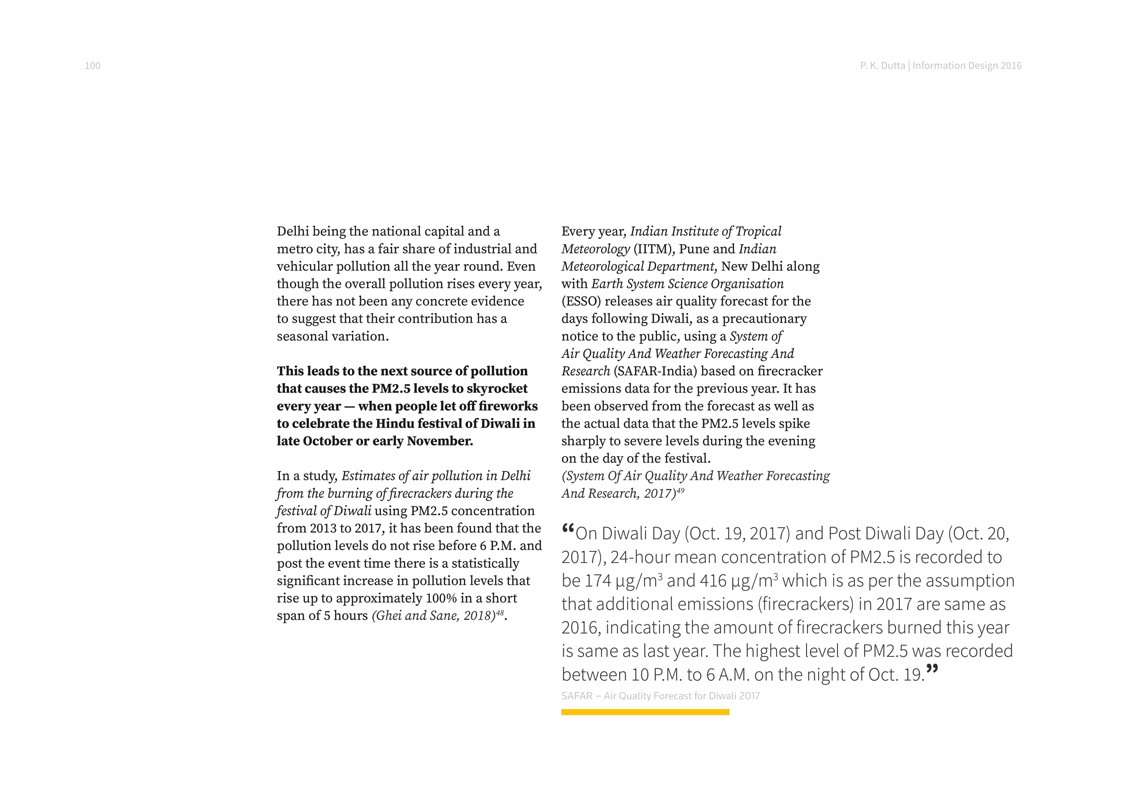 100
P. K. Dutta | Information Design 2016
Delhi being the national capital and a
metro city, has a fair share of industrial and
vehicular pollution all the year round. Even
though the overall pollution rises every year,
there has not been any concrete evidence
to suggest that their contribution has a
seasonal variation.
This leads to the next source of pollution
that causes the PM2.5 levels to skyrocket
every year — when people let off fireworks
to celebrate the Hindu festival of Diwali in
late October or early November.
In a study, Estimates of air pollution in Delhi
from the burning of firecrackers during the
festival of Diwali using PM2.5 concentration
from 2013 to 2017, it has been found that the
pollution levels do not rise before 6 P.M. and
post the event time there is a statistically
significant increase in pollution levels that
rise up to approximately 100% in a short
span of 5 hours (Ghei and Sane, 2018)⁴⁸.
Every year, Indian Institute of Tropical
Meteorology (IITM), Pune and Indian
Meteorological Department, New Delhi along
with Earth System Science Organisation
(ESSO) releases air quality forecast for the
days following Diwali, as a precautionary
notice to the public, using a System of
Air Quality And Weather Forecasting And
Research (SAFAR-India) based on firecracker
emissions data for the previous year. It has
been observed from the forecast as well as
the actual data that the PM2.5 levels spike
sharply to severe levels during the evening
on the day of the festival.
(System Of Air Quality And Weather Forecasting
And Research, 2017)⁴⁹
“On Diwali Day (Oct. 19, 2017) and Post Diwali Day (Oct. 20,
2017), 24-hour mean concentration of PM2.5 is recorded to
be 174 µg/m³ and 416 µg/m³ which is as per the assumption
that additional emissions (firecrackers) in 2017 are same as
2016, indicating the amount of firecrackers burned this year
is same as last year. The highest level of PM2.5 was recorded
between 10 P.M. to 6 A.M. on the night of Oct. 19.”
SAFAR – Air Quality Forecast for Diwali 2017